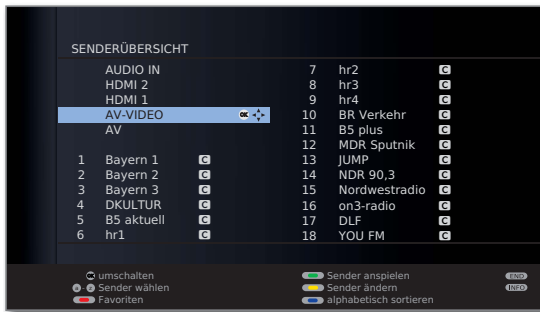 SENDERÜBERSICHT
AUDIO IN
HDMI 2
HDMI 1
AV-VIDEO OK
AV
1 Bayern 1 C
2 Bayern 2 C
3 Bayern 3 C
4 DKULTUR C
5 B5 aktuell C
6 hr1 C
7 hr2 C
8 hr3 C
9 hr4 C
10 BR Verkehr C
11 B5 plus C
12 MDR Sputnik C
13 JUMP C
14 NDR 90,3 C
15 Nordwestradio C
16 on3-radio C
17 DLF C
18 YOU FM C
OK umschalten
Sender wählen
Favoriten
Sender anspielen
Sender ändern
alphabetisch sortieren
END
INFO